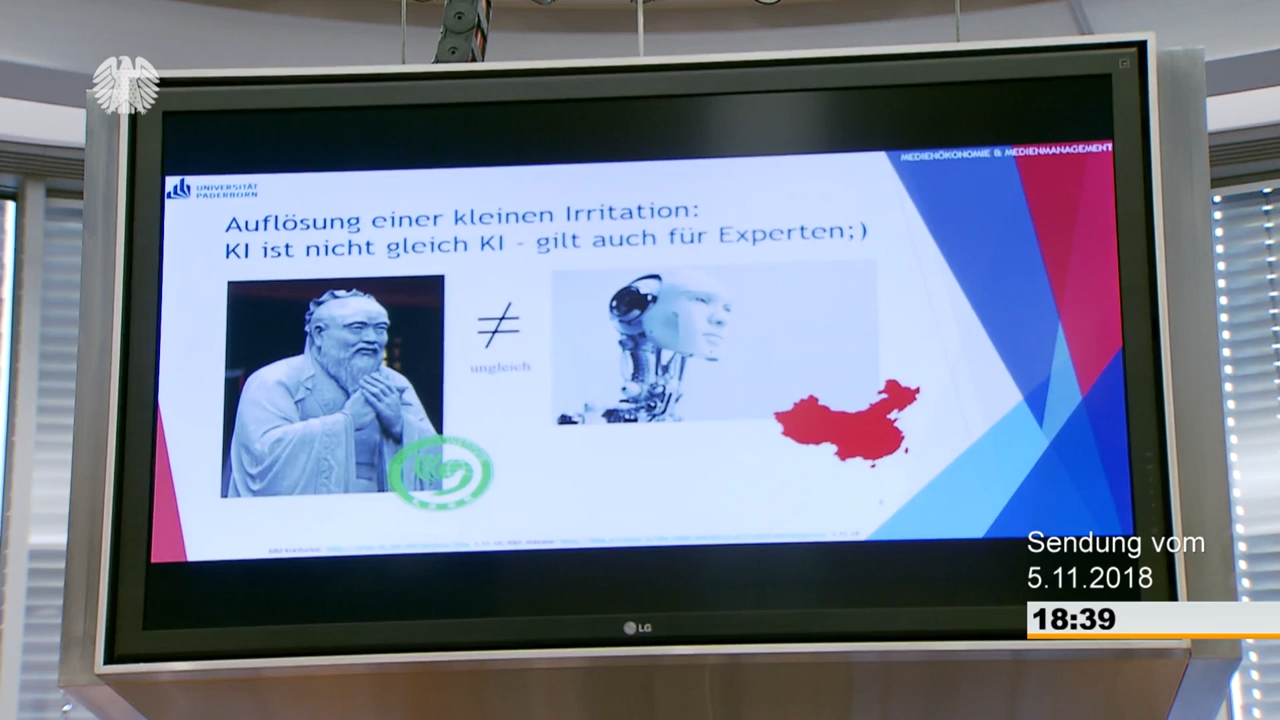 MEDIENÖKONOMIE & MEDIENMANAGEMENT
UNIVERSITÄT
PADERBORN
Auflösung einer kleinen Irritation:
KI ist nicht gleich KI - gilt auch für Experten;)
≠
ungleich
LG
Sendung vom
5.11.2018
18:39